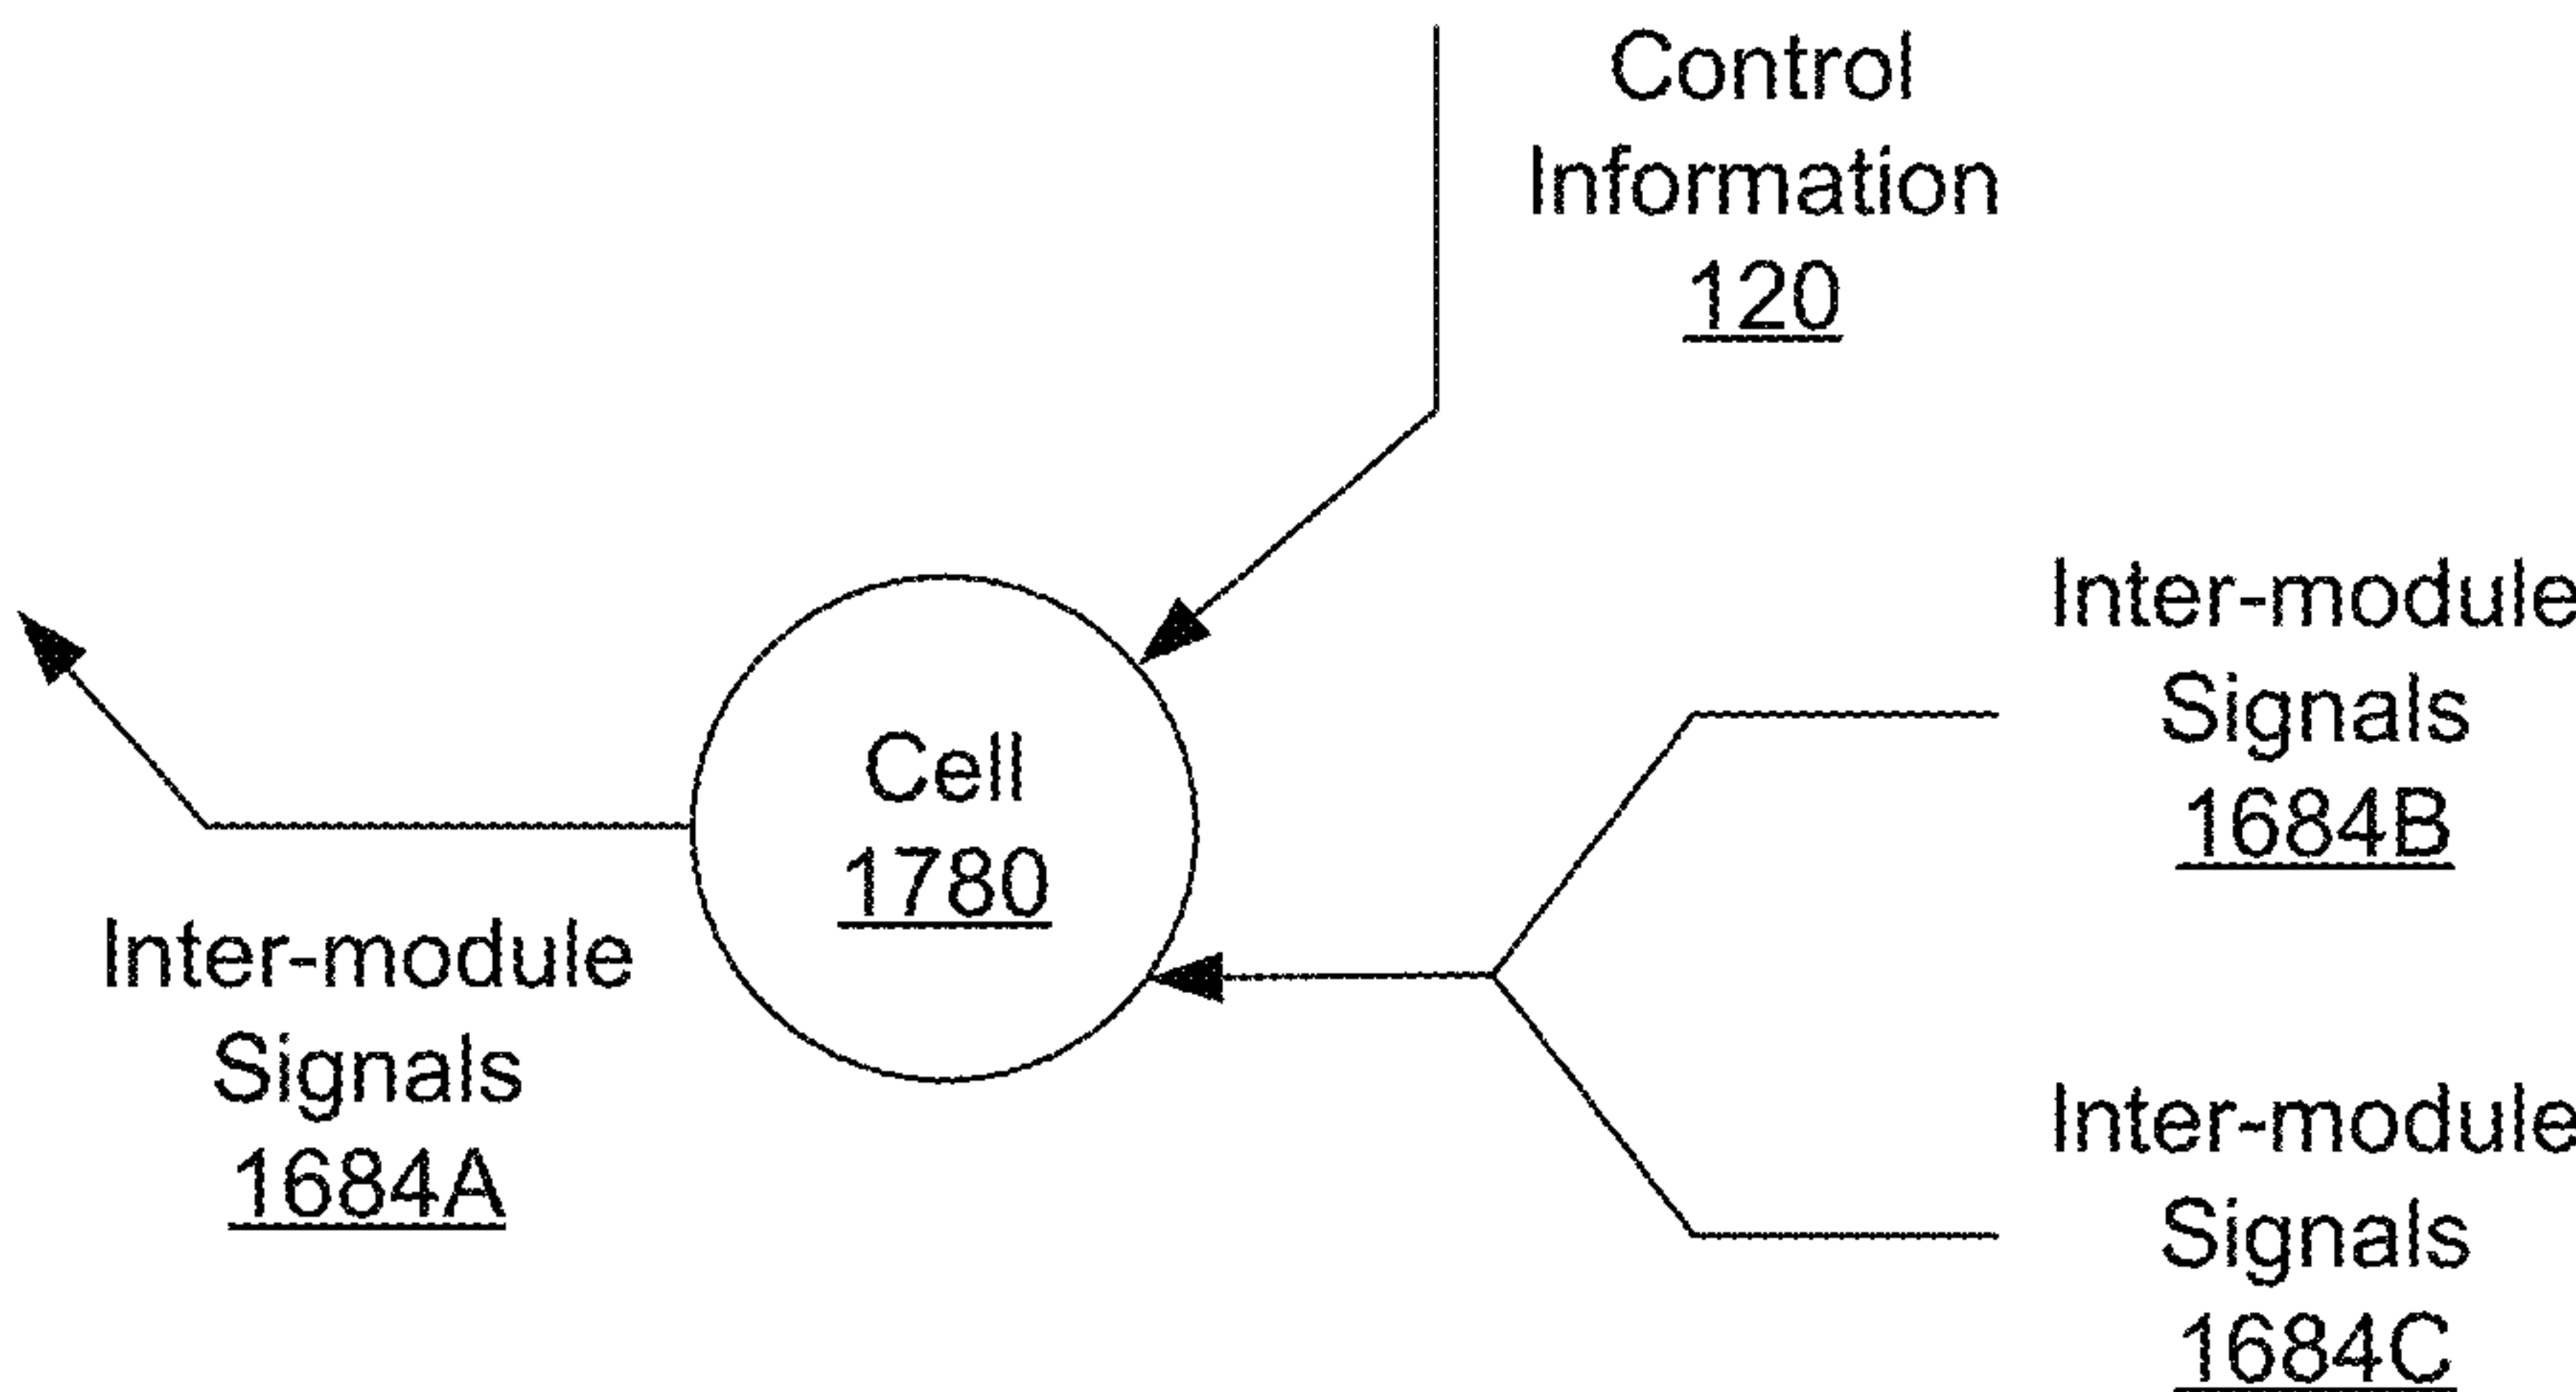 Control
Information
120
Inter-module
Signals
1684B
Cell
1780
Inter-module
Signals
1684A
Inter-module
Signals
1684C